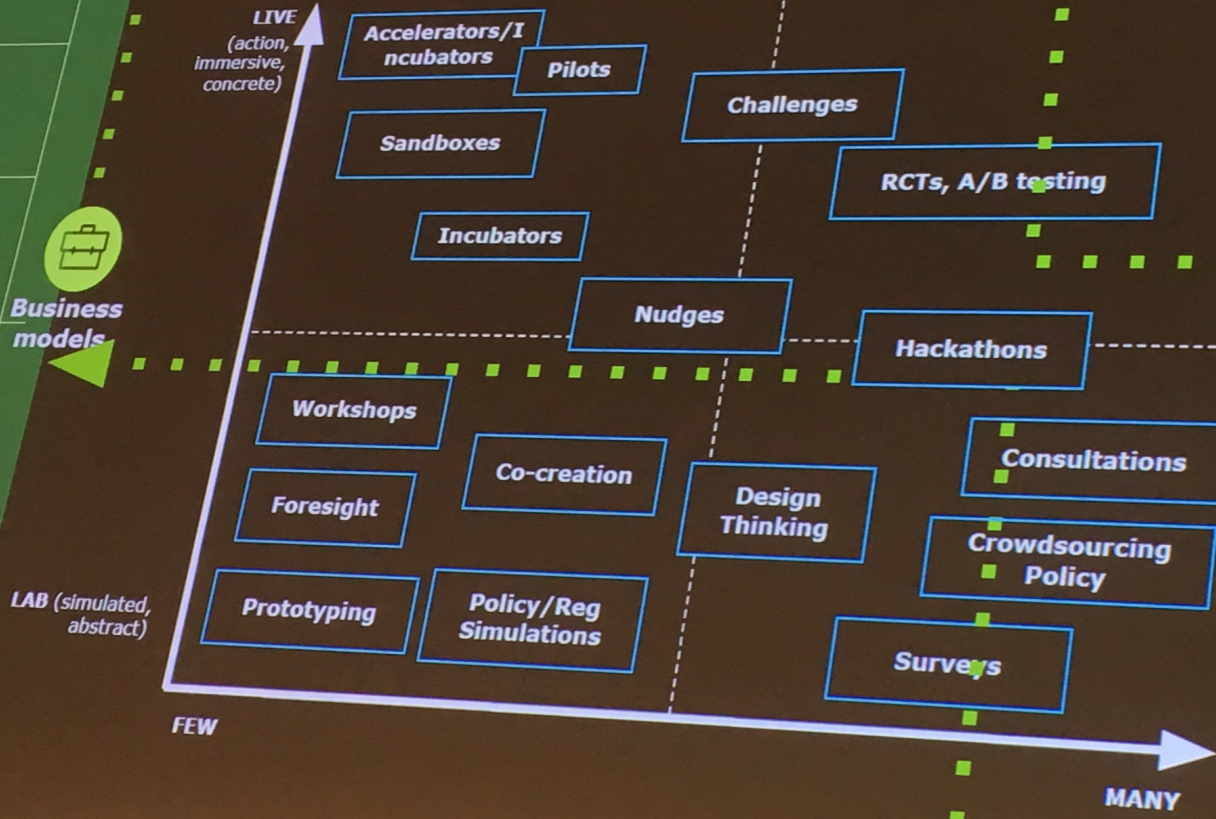 LIVE
(action,
immersive,
concrete)
Accelerators/I
ncubators
Pilots
Challenges
Sandboxes
RCTs, A/B testing
Incubators
Business
models
Nudges
Hackathons
Workshops
Co-creation
Consultations
Foresight
Design
Thinking
Crowdsourcing
Policy
LAB (simulated,
abstract)
Prototyping
Policy/Reg
Simulations
Surveys
FEW
MANY